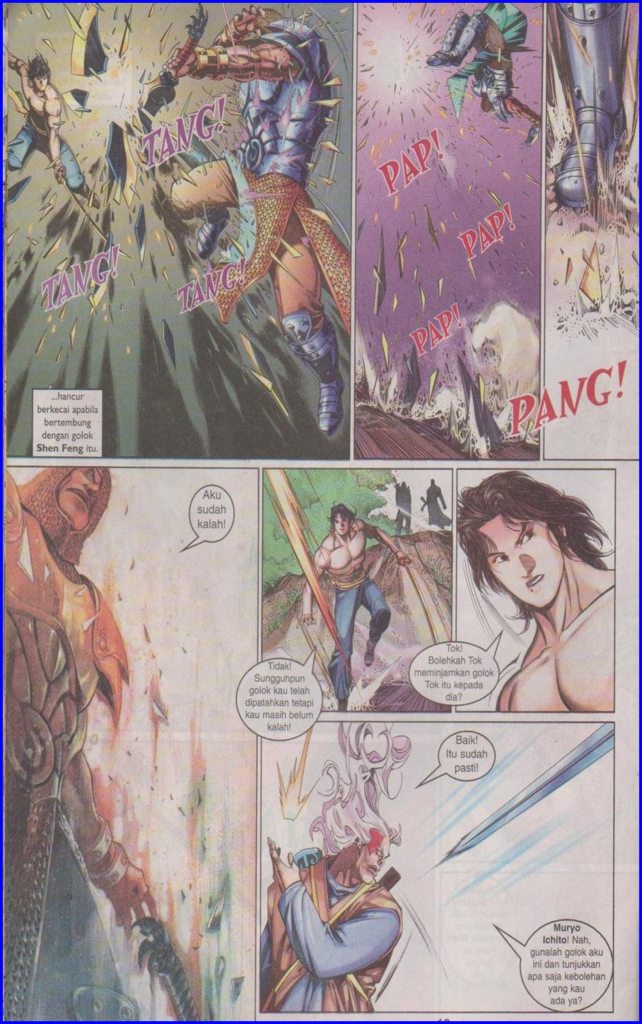 TANG!
TANG!
TANG!
...hancur
berkecai apabila
bertembung
dengan golok
Shen Feng itu.
PAP!
PAP!
PAP!
PANG!
Aku
sudah
kalah!
Tidak!
Sungguhpun
golok kau telah
dipatahkan tetapi
kau masih belum
kalah!
Tok!
Bolehkah Tok
meminjamkan golok
Tok itu kepada
dia?
Baik!
Itu sudah
pasti!
Muryo
Ichito! Nah,
gunalah golok aku
ini dan tunjukkan
apa saja kebolehan
yang kau
ada ya?